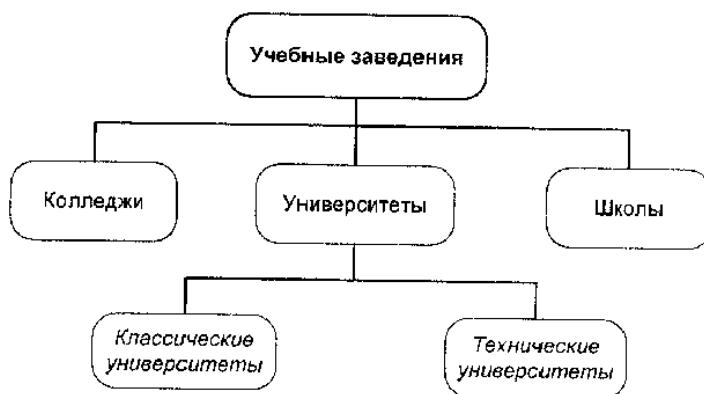 Учебные заведения
Колледжи
Университеты
Школы
Классические
университеты
Технические
университеты